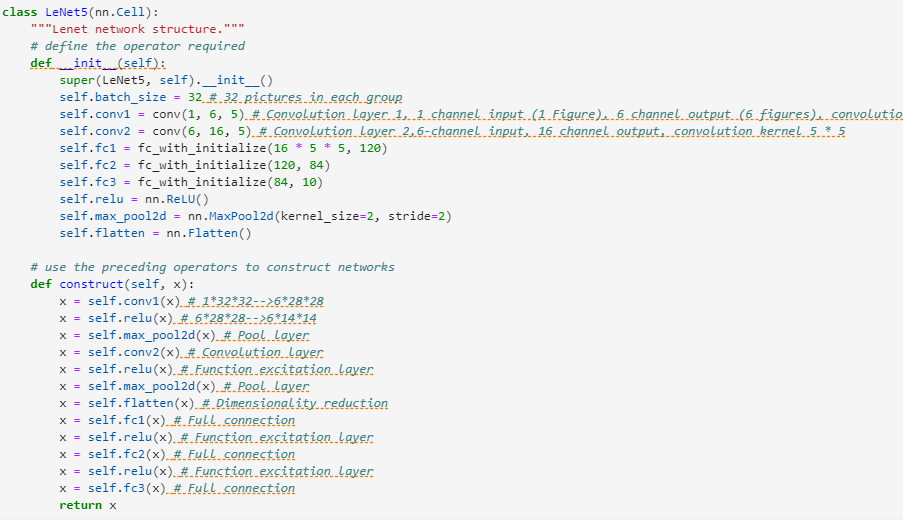 class LeNet5(nn.Cell):
    """Lenet network structure."""
    # define the operator required
    def __init__(self):
        super(LeNet5, self).__init__()
        self.batch_size = 32 # 32 pictures in each group
        self.conv1 = conv(1, 6, 5) # Convolution layer 1, 1 channel input (1 Figure), 6 channel output (6 figures), convolutio
        self.conv2 = conv(6, 16, 5) # Convolution layer 2,6-channel input, 16 channel output, convolution kernel 5 * 5
        self.fc1 = fc_with_initialize(16 * 5 * 5, 120)
        self.fc2 = fc_with_initialize(120, 84)
        self.fc3 = fc_with_initialize(84, 10)
        self.relu = nn.ReLU()
        self.max_pool2d = nn.MaxPool2d(kernel_size=2, stride=2)
        self.flatten = nn.Flatten()

    # use the preceding operators to construct networks
    def construct(self, x):
        x = self.conv1(x) # 1*32*32-->6*28*28
        x = self.relu(x) # 6*28*28-->6*14*14
        x = self.max_pool2d(x) # Pool layer
        x = self.conv2(x) # Convolution layer
        x = self.relu(x) # Function excitation layer
        x = self.max_pool2d(x) # Pool layer
        x = self.flatten(x) # Dimensionality reduction
        x = self.fc1(x) # Full connection
        x = self.relu(x) # Function excitation layer
        x = self.fc2(x) # Full connection
        x = self.relu(x) # Function excitation layer
        x = self.fc3(x) # Full connection
        return x